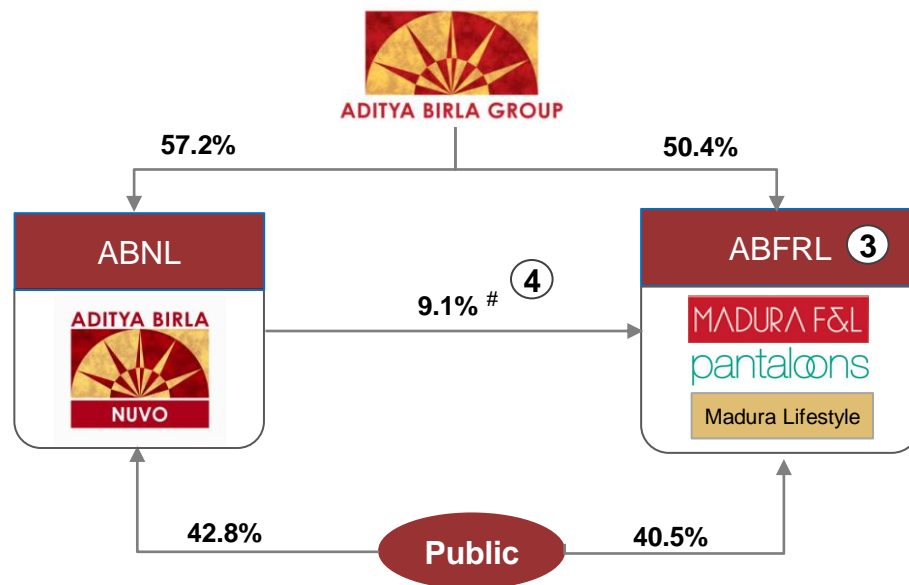 ADITYA BIRLA GROUP
57.2%
50.4%
ABNL
ABFRL 3
4
9.1% #
ADITYA BIRLA
NUVO
MADURA F&L
pantaloons
Madura Lifestyle
42.8%
Public
40.5%